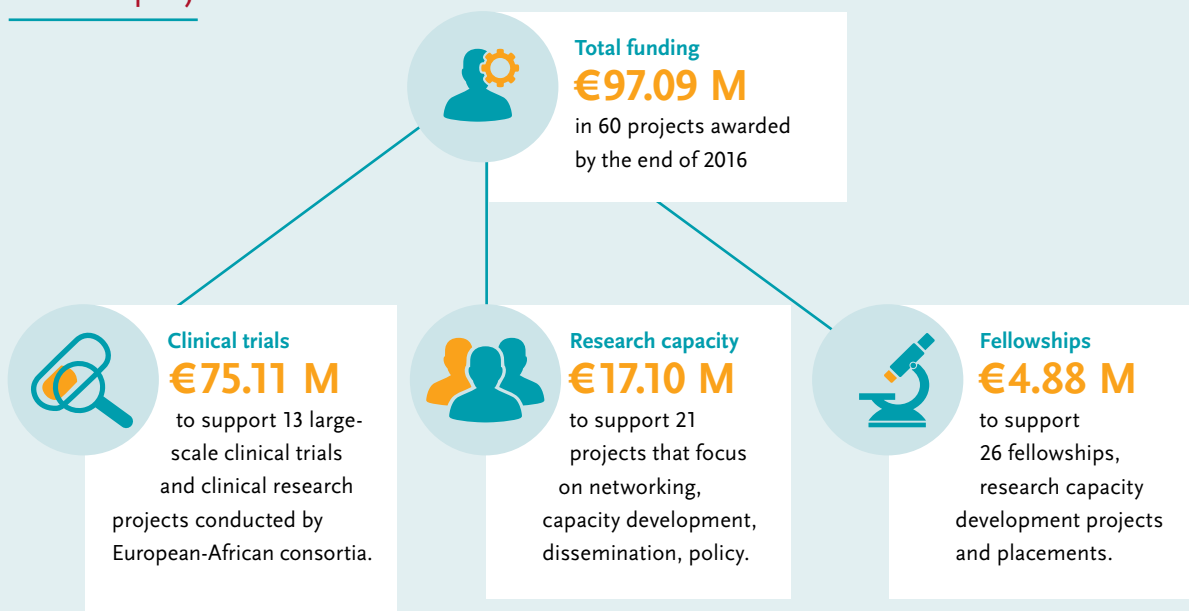 Total funding
€97.09 M
in 60 projects awarded
by the end of 2016
Clinical trials
€75.11 M
to support 13 large-
scale clinical trials
and clinical research
projects conducted by
European-African consortia.
Research capacity
€17.10 M
to support 21
projects that focus
on networking,
capacity development,
dissemination, policy.
Fellowships
€4.88 M
to support
26 fellowships,
research capacity
development projects
and placements.